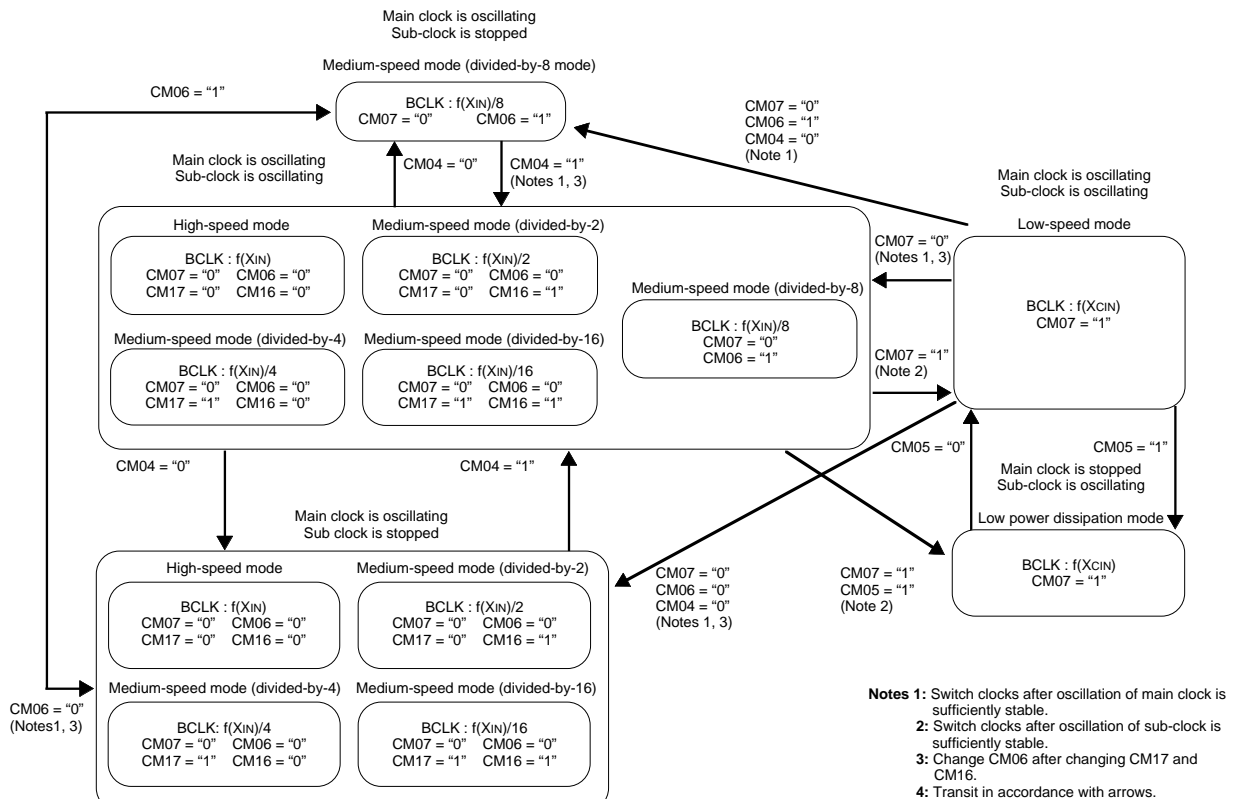 Main clock is oscillating
Sub-clock is stopped
Medium-speed mode (divided-by-8 mode)
CM06 = “1”
BCLK : f(XIN)/8
CM07 = “0” CM06 = “1”
CM07 = “0”
CM06 = “1”
CM04 = “0”
(Note 1)
Main clock is oscillating
Sub-clock is oscillating
CM04 = “0”
CM04 = “1”
(Notes 1, 3)
Main clock is oscillating
Sub-clock is oscillating
High-speed mode
BCLK : f(XIN)
CM07 = “0” CM06 = “0”
CM17 = “0” CM16 = “0”
Medium-speed mode (divided-by-2)
BCLK : f(XIN)/2
CM07 = “0” CM06 = “0”
CM17 = “0” CM16 = “1”
Medium-speed mode (divided-by-8)
BCLK : f(XIN)/8
CM07 = “0”
CM06 = “1”
Medium-speed mode (divided-by-4)
BCLK : f(XIN)/4
CM07 = “0” CM06 = “0”
CM17 = “1” CM16 = “0”
Medium-speed mode (divided-by-16)
BCLK : f(XIN)/16
CM07 = “0” CM06 = “0”
CM17 = “1” CM16 = “1”
CM07 = “0”
(Notes 1, 3)
CM07 = “1”
(Note 2)
Low-speed mode
BCLK : f(XCIN)
CM07 = “1”
CM04 = “0”
CM04 = “1”
CM05 = “0”
CM05 = “1”
Main clock is stopped
Sub-clock is oscillating
Low power dissipation mode
BCLK : f(XCIN)
CM07 = “1”
Main clock is oscillating
Sub clock is stopped
High-speed mode
BCLK : f(XIN)
CM07 = “0” CM06 = “0”
CM17 = “0” CM16 = “0”
Medium-speed mode (divided-by-2)
BCLK : f(XIN)/2
CM07 = “0” CM06 = “0”
CM17 = “0” CM16 = “1”
CM07 = “0”
CM06 = “0”
CM04 = “0”
(Notes 1, 3)
CM07 = “1”
CM05 = “1”
(Note 2)
Medium-speed mode (divided-by-4)
BCLK: f(XIN)/4
CM07 = “0” CM06 = “0”
CM17 = “1” CM16 = “0”
Medium-speed mode (divided-by-16)
BCLK : f(XIN)/16
CM07 = “0” CM06 = “0”
CM17 = “1” CM16 = “1”
CM06 = “0”
(Notes1, 3)
Notes 1: Switch clocks after oscillation of main clock is
sufficiently stable.
2: Switch clocks after oscillation of sub-clock is
sufficiently stable.
3: Change CM06 after changing CM17 and
CM16.
4: Transit in accordance with arrows.